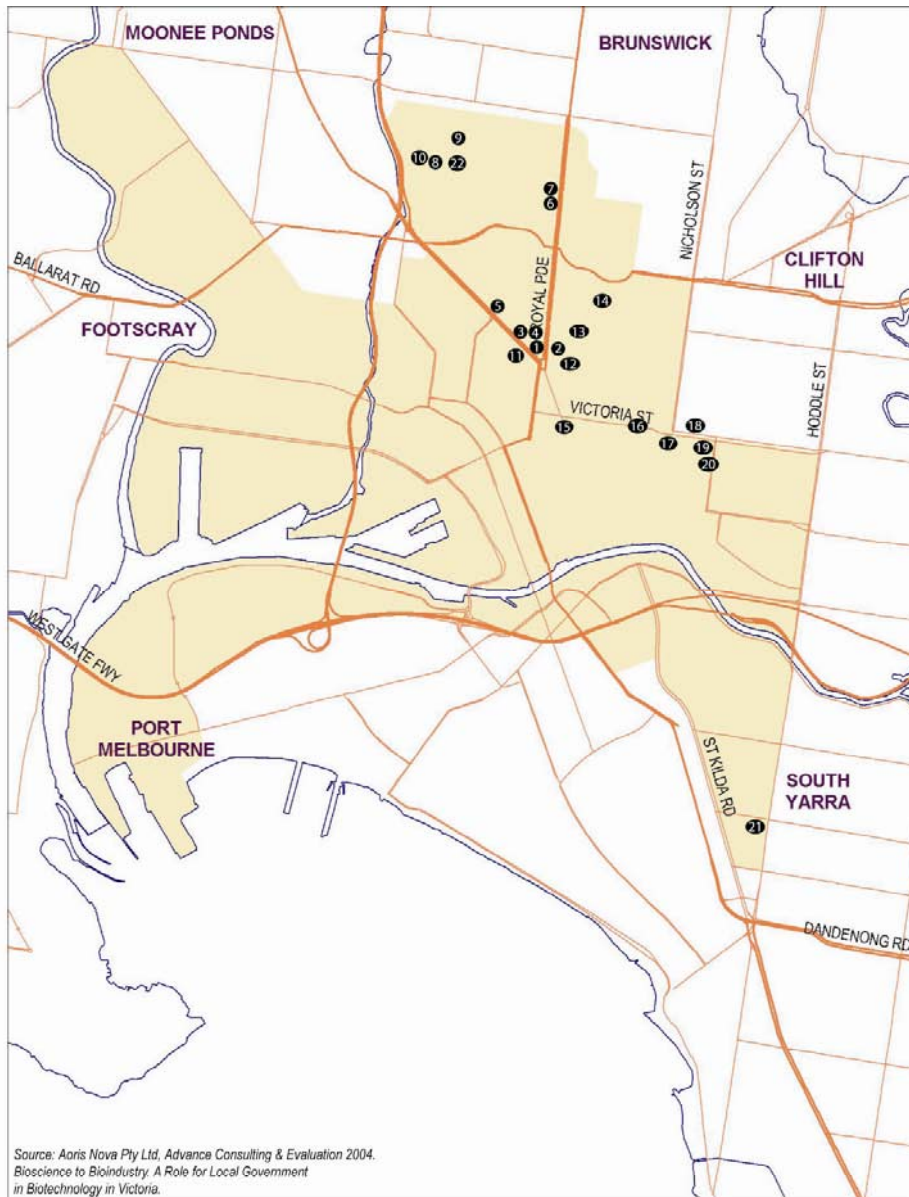 MOONEE PONDS
BRUNSWICK
9
10
8
22
7
6
NICHOLSON ST
BALLARAT RD
CLIFTON
HILL
FOOTSCRAY
ROYAL PDE
14
5
3
4
13
1
2
11
12
HODDLE ST
VICTORIA ST
15
16
18
17
19
20
WEST GATE FWY
PORT
MELBOURNE
ST KILDA RD
SOUTH
YARRA
21
DANDENONG RD
Source: Aoris Nova Pty Ltd, Advance Consulting & Evaluation 2004.
Bioscience to Bioindustry. A Role for Local Government
in Biotechnology in Victoria.